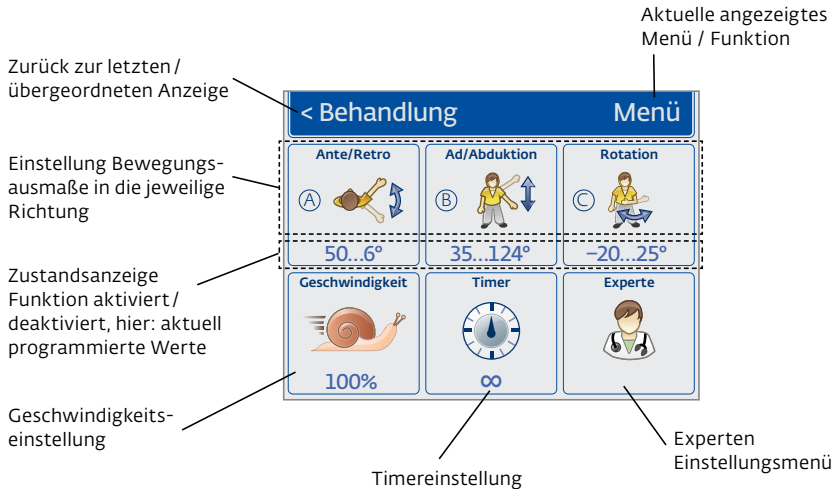 Aktuelle angezeigtes
Menü / Funktion
Zurück zur letzten /
übergeordneten Anzeige
< Behandlung Menü
Einstellung Bewegungs-
ausmaße in die jeweilige
Richtung
Ante/Retro Ad/Abduktion Rotation
A B C
50...6° 35...124° –20...25°
Zustandsanzeige
Funktion aktiviert /
deaktiviert, hier: aktuell
programmierte Werte
Geschwindigkeit Timer Experte
100% ∞
Geschwindigkeits-
einstellung
Timereinstellung
Experten
Einstellungsmenü